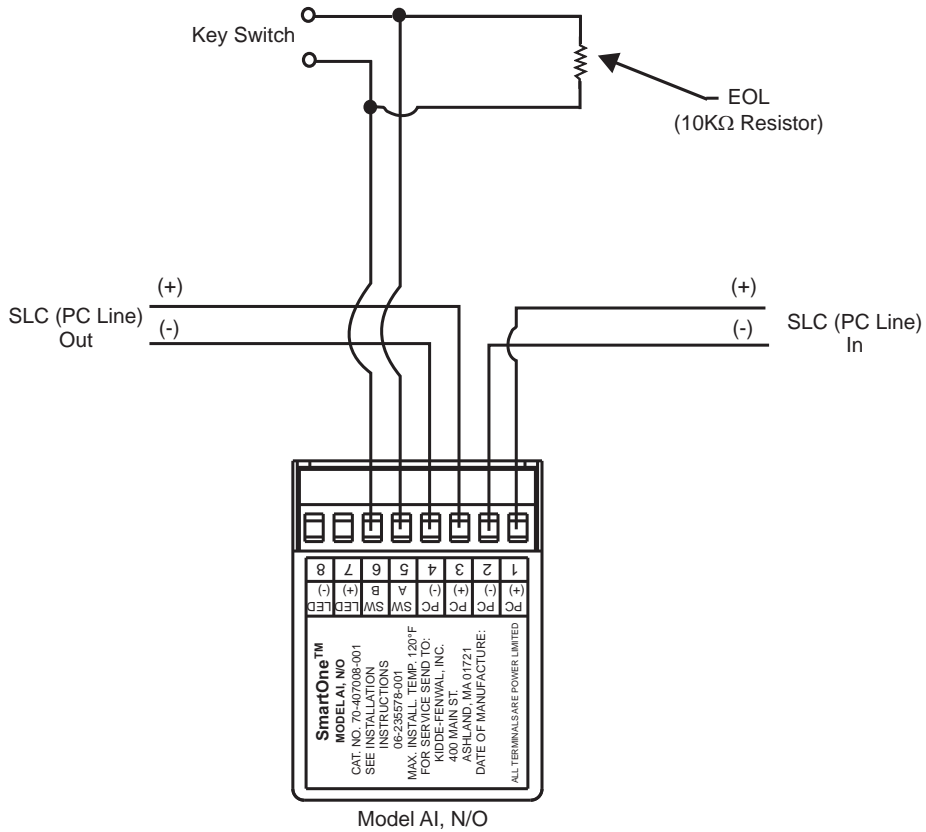 Key Switch
EOL
(10KΩ Resistor)
(+)
(+)
SLC (PC Line)
Out
(-)
(-)
SLC (PC Line)
In
8 7 6 5 4 3 2 1
(-) (+) B A (-) (+) (-) (+)
LED LED SW SW PC PC PC PC
SmartOne™
MODEL AI, N/O
CAT. NO. 70-407008-001
SEE INSTALLATION
INSTRUCTIONS
06-235578-001
MAX. INSTALL. TEMP. 120°F
FOR SERVICE SEND TO:
KIDDE-FENWAL, INC.
400 MAIN ST.
ASHLAND, MA 01721
DATE OF MANUFACTURE:
ALL TERMINALS ARE POWER LIMITED
Model AI, N/O